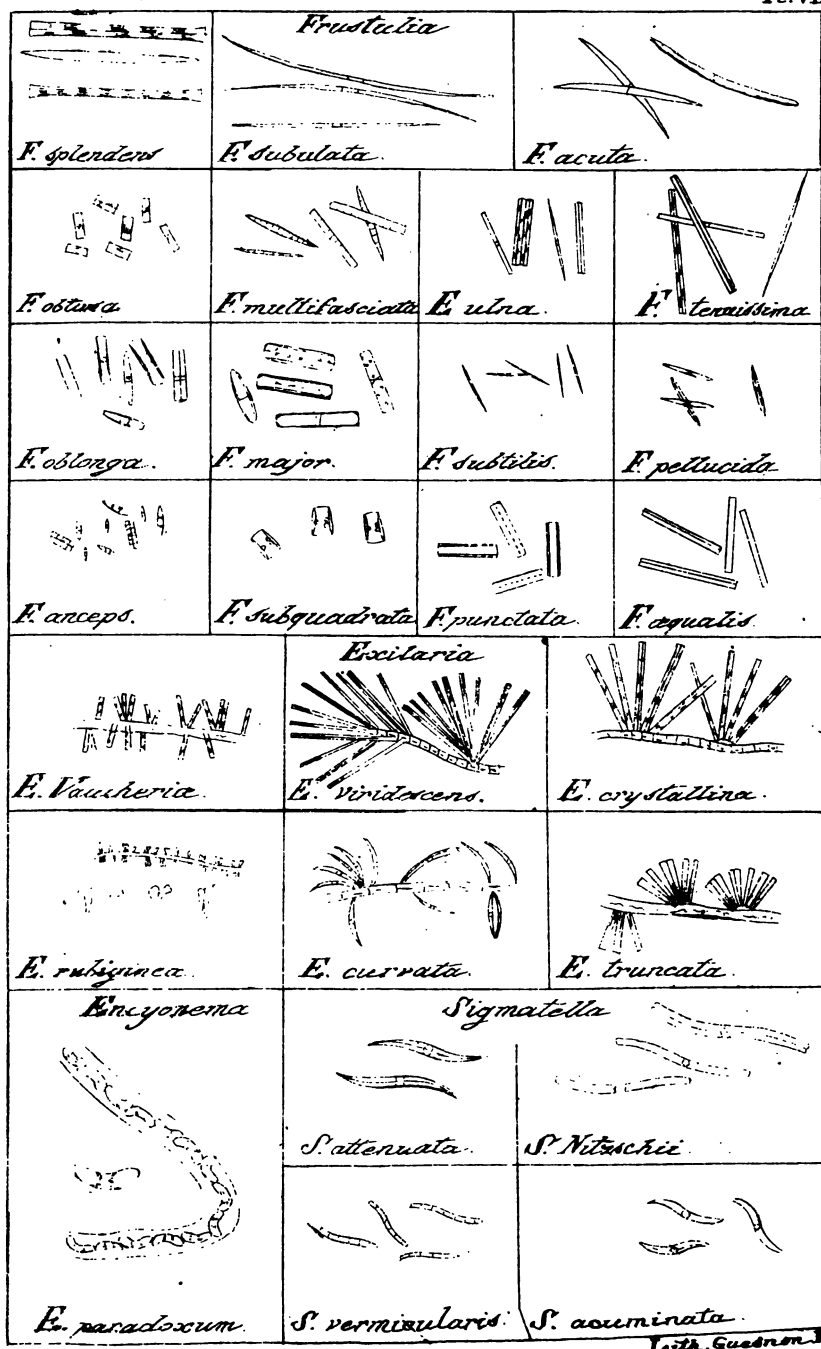 Frustulia
F. splendens
F. subulata.
F. acuta.
F. obtusa
F. multifasciata
F. ulna.
F. tenuissima
F. oblonga.
F. major.
F. subtilis.
F. pellucida
F. anceps.
F. subquadrata
F. punctata.
F. æqualis.
Exilaria
E. Vaucheria.
E. viridescens.
E. crystallina.
E. rubiginea.
E. curvata.
E. truncata.
Encyonema
Sigmatella
S. attenuata.
S. Nitzschii.
E. paradoxum.
S. vermicularis.
S. acuminata.
Lith. Guesnon